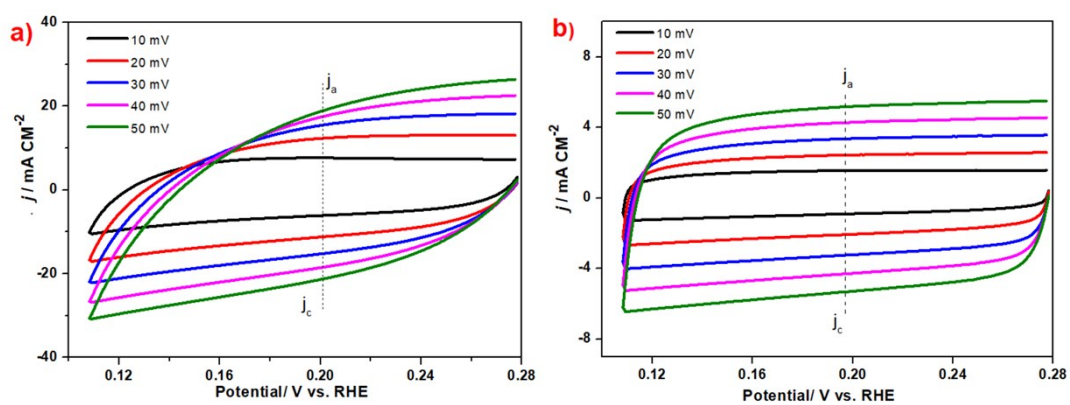 a)
10 mV
20 mV
30 mV
40 mV
50 mV
ja
jc
j / mA CM-2
40
20
0
-20
-40
0.12
0.16
0.20
0.24
0.28
Potential/ V vs. RHE
b)
10 mV
20 mV
30 mV
40 mV
50 mV
ja
jc
j / mA CM-2
8
4
0
-4
-8
0.12
0.16
0.20
0.24
0.28
Potential/ V vs. RHE